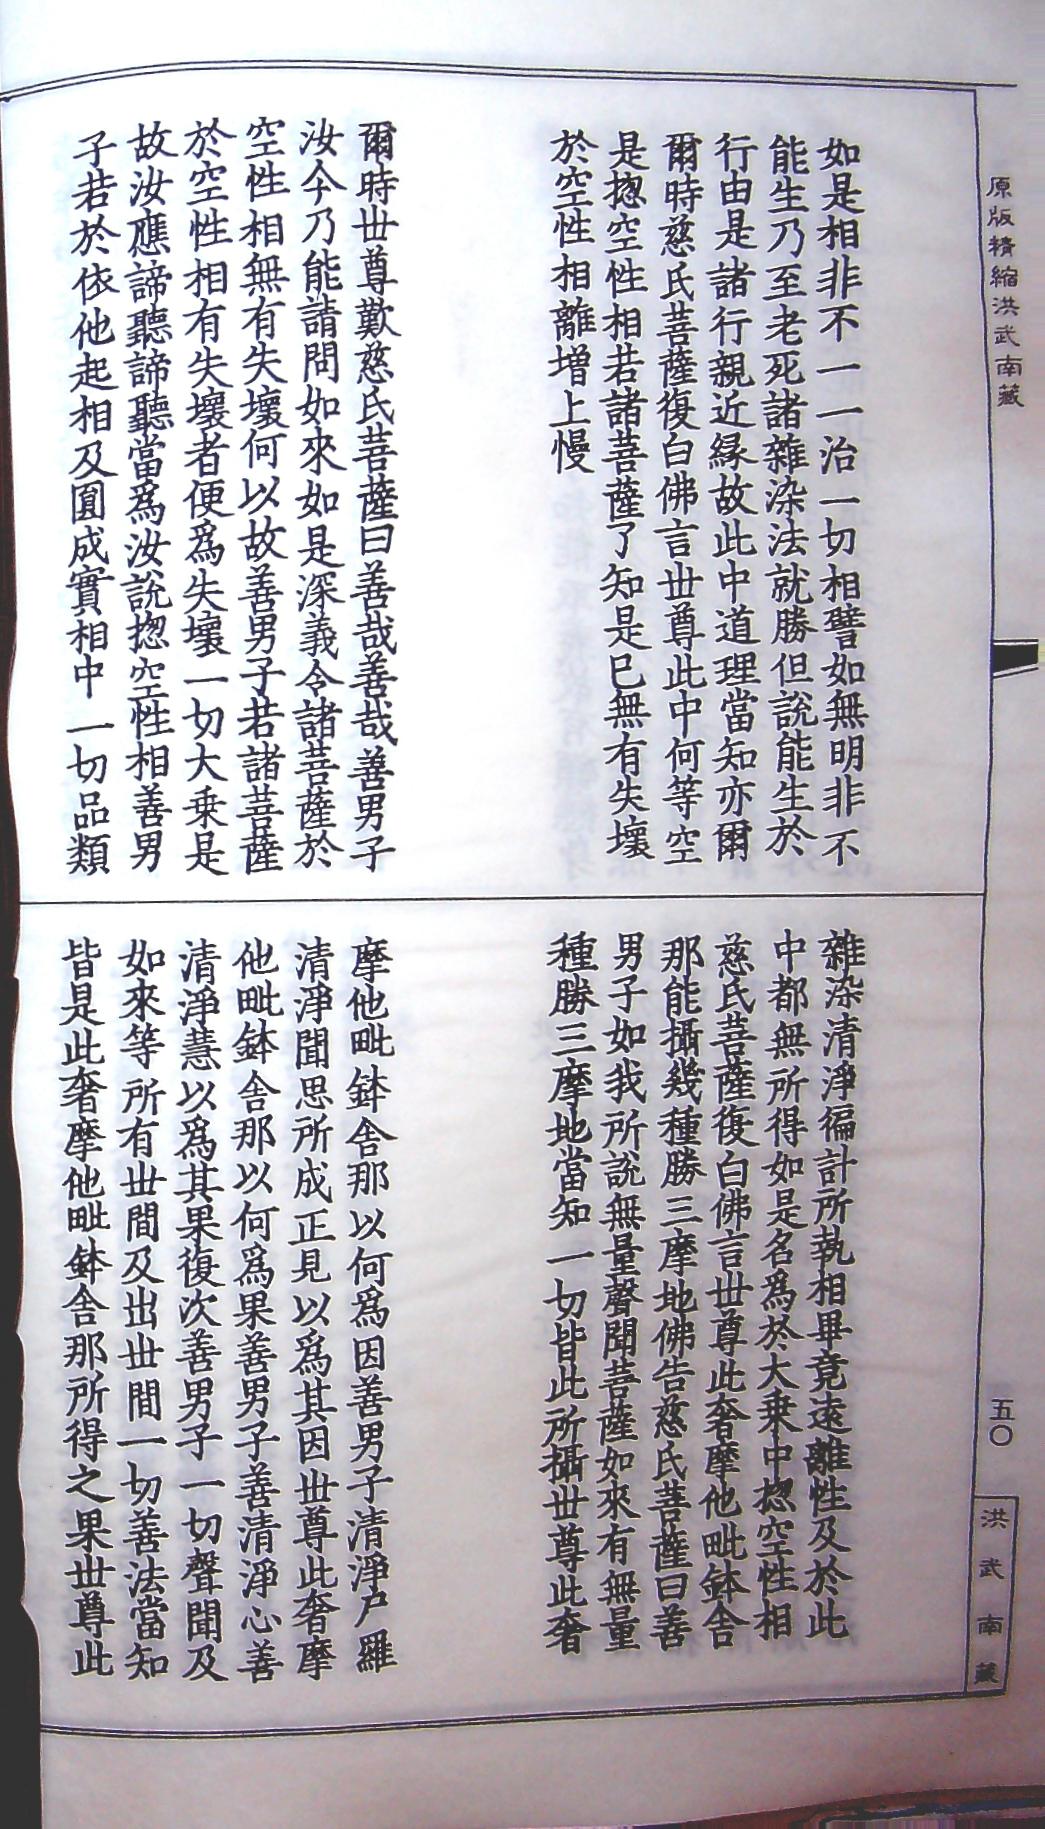 原版精縮洪武南藏
如是相非不一一治一切相譬如無明非不
能生乃至老死諸雜染法就勝但說能生於
行由是諸行親近緣故此中道理當知亦爾
爾時慈氏菩薩復白佛言丗尊此中何等空
是揔空性相若諸菩薩了知是已無有失壞
於空性相離增上慢
爾時丗尊歎慈氏菩薩曰善哉善哉善男子
汝今乃能請問如來如是深義令諸菩薩於
空性相無有失壞何以故善男子若諸菩薩
於空性相有失壞者便爲失壞一切大乗是
故汝應諦聽諦聽當爲汝說揔空性相善男
子若於依他起相及圓成實相中一切品類
雜染清淨徧計所執相畢竟遠離性及於此
中都無所得如是名爲於大乗中揔空性相
慈氏菩薩復白佛言丗尊此奢摩他毗鉢舍
那能攝幾種勝三摩地佛告慈氏菩薩曰善
男子如我所說無量聲聞菩薩如來有無量
種勝三摩地當知一切皆此所攝丗尊此奢
摩他毗鉢舍那以何爲因善男子清淨尸羅
清淨聞思所成正見以爲其因丗尊此奢摩
他毗鉢舍那以何爲果善男子善清淨心善
清淨慧以爲其果復次善男子一切聲聞及
如來等所有丗間及出丗間一切善法當知
皆是此奢摩他毗鉢舍那所得之果丗尊此
五〇
洪武南藏